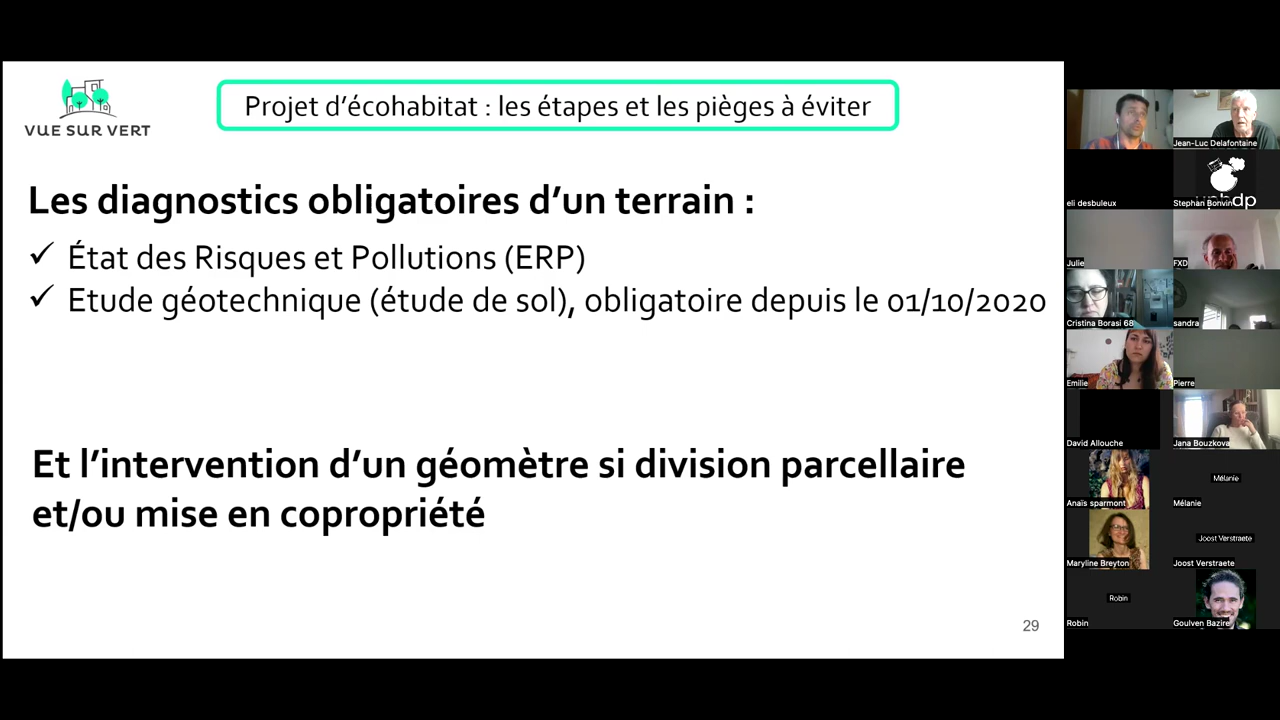 VUE SUR VERT
Projet d’écohabitat : les étapes et les pièges à éviter
Les diagnostics obligatoires d’un terrain :
✓ État des Risques et Pollutions (ERP)
✓ Etude géotechnique (étude de sol), obligatoire depuis le 01/10/2020
Et l’intervention d’un géomètre si division parcellaire
et/ou mise en copropriété
29
Jean-Luc Delafontaine
eli desbuleux
Stephan Bonvin
Julie
FXD
Cristina Borasi 68
sandra
Emilie
Pierre
David Allouche
Jana Bouzkova
Anaïs sparmont
Mélanie
Mélanie
Maryline Breyton
Joost Verstraete
Joost Verstraete
Robin
Robin
Goulven Bazire